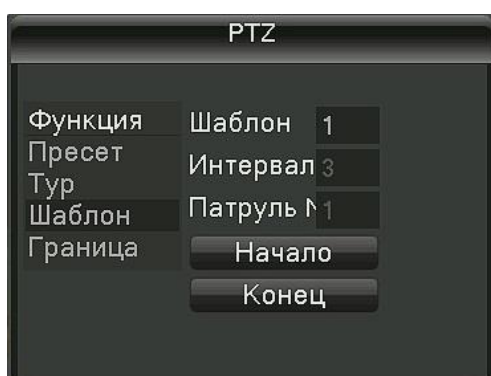 PTZ
Функция
Пресет
Тур
Шаблон
Граница
Шаблон 1
Интервал 3
Патруль 1
Начало
Конец